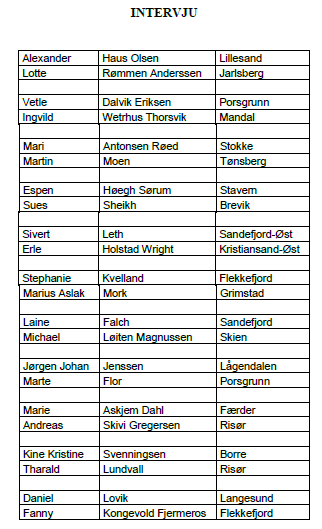 INTERVJU
Alexander Haus Olsen Lillesand
Lotte Rømmen Anderssen Jarlsberg
Vetle Dalvik Eriksen Porsgrunn
Ingvild Wetrhus Thorsvik Mandal
Mari Antonsen Røed Stokke
Martin Moen Tønsberg
Espen Høegh Sørum Stavern
Sues Sheikh Brevik
Sivert Leth Sandefjord-Øst
Erle Holstad Wright Kristiansand-Øst
Stephanie Kvelland Flekkefjord
Marius Aslak Mork Grimstad
Laine Falch Sandefjord
Michael Løiten Magnussen Skien
Jørgen Johan Jenssen Lågendalen
Marte Flor Porsgrunn
Marie Askjem Dahl Færder
Andreas Skivi Gregersen Risør
Kine Kristine Svenningsen Borre
Tharald Lundvall Risør
Daniel Lovik Langesund
Fanny Kongevold Fjermeros Flekkefjord